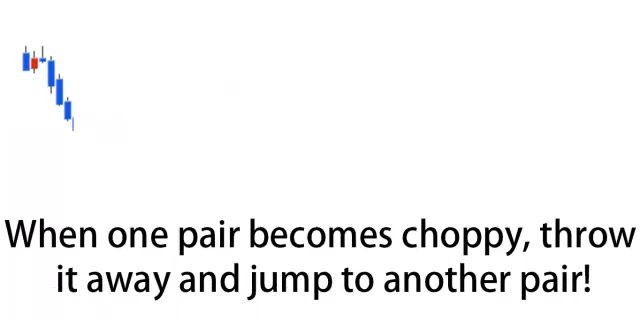 When one pair becomes choppy, throw
it away and jump to another pair!